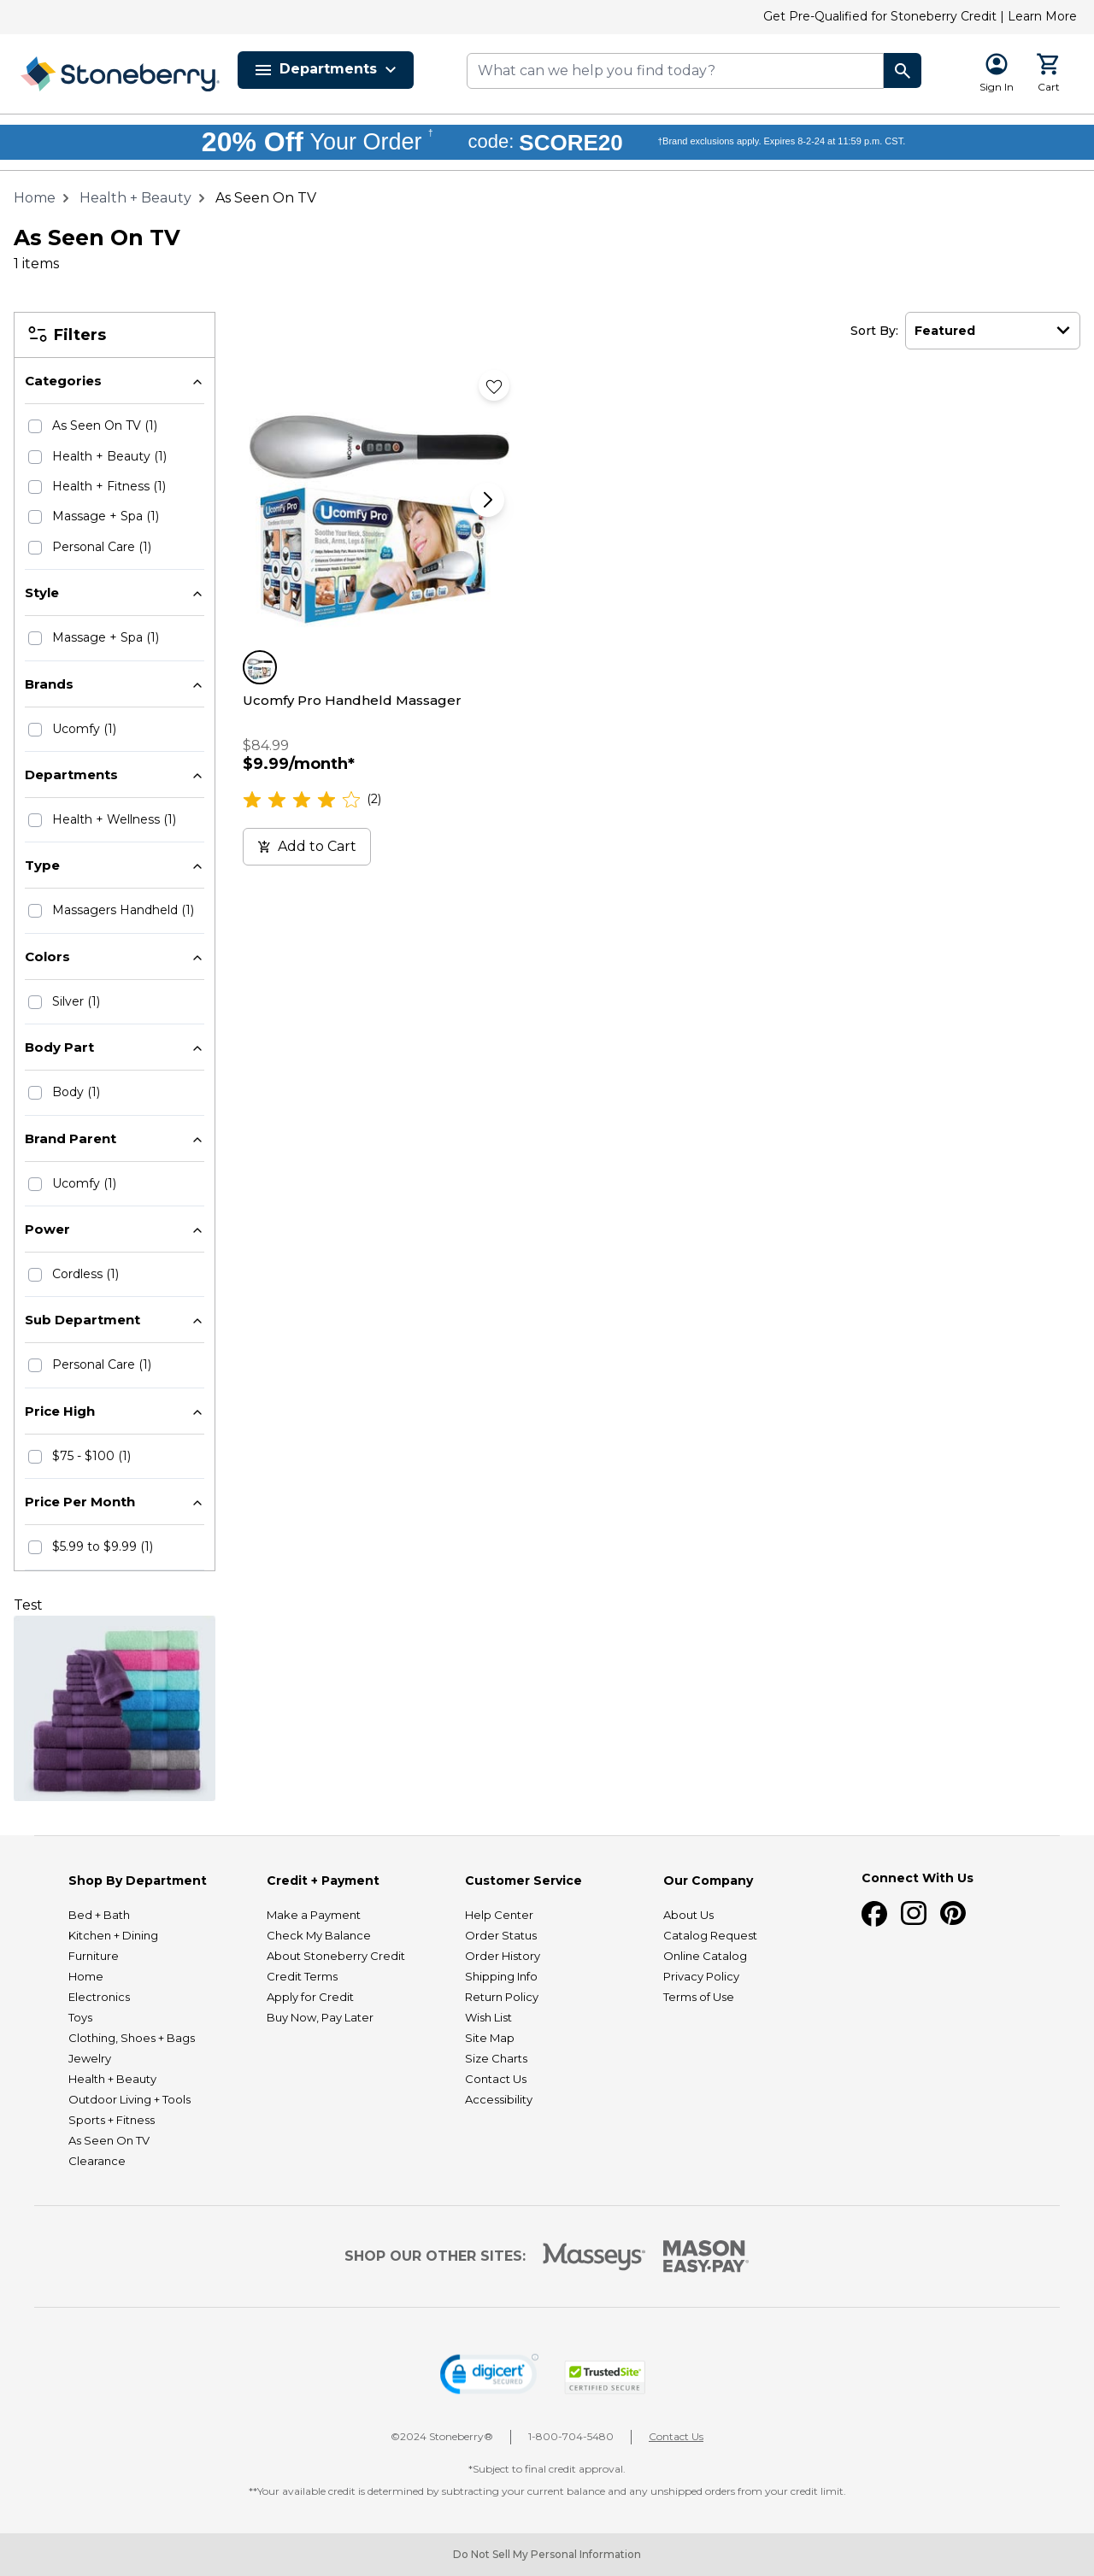 Get Pre-Qualified for Stoneberry Credit | Learn More
Stoneberry
Departments
What can we help you find today?
Sign In
Cart
20% Off Your Order †
code: SCORE20
†Brand exclusions apply. Expires 8-2-24 at 11:59 p.m. CST.
Home > Health + Beauty > As Seen On TV
As Seen On TV
1 items
Filters
Categories
As Seen On TV (1)
Health + Beauty (1)
Health + Fitness (1)
Massage + Spa (1)
Personal Care (1)
Style
Massage + Spa (1)
Brands
Ucomfy (1)
Departments
Health + Wellness (1)
Type
Massagers Handheld (1)
Colors
Silver (1)
Body Part
Body (1)
Brand Parent
Ucomfy (1)
Power
Cordless (1)
Sub Department
Personal Care (1)
Price High
$75 - $100 (1)
Price Per Month
$5.99 to $9.99 (1)
Test
Sort By:
Featured
Ucomfy
Ucomfy Pro
Ucomfy Pro
Soothe Your Neck, Shoulders,
Back, Arms, Legs & Feet!
Ucomfy Pro Handheld Massager
$84.99
$9.99/month*
(2)
Add to Cart
Shop By Department
Bed + Bath
Kitchen + Dining
Furniture
Home
Electronics
Toys
Clothing, Shoes + Bags
Jewelry
Health + Beauty
Outdoor Living + Tools
Sports + Fitness
As Seen On TV
Clearance
Credit + Payment
Make a Payment
Check My Balance
About Stoneberry Credit
Credit Terms
Apply for Credit
Buy Now, Pay Later
Customer Service
Help Center
Order Status
Order History
Shipping Info
Return Policy
Wish List
Site Map
Size Charts
Contact Us
Accessibility
Our Company
About Us
Catalog Request
Online Catalog
Privacy Policy
Terms of Use
Connect With Us
SHOP OUR OTHER SITES:
Masseys®
MASON
EASY•PAY®
digicert®
SECURED
TrustedSite®
CERTIFIED SECURE
©2024 Stoneberry®
1-800-704-5480
Contact Us
*Subject to final credit approval.
**Your available credit is determined by subtracting your current balance and any unshipped orders from your credit limit.
Do Not Sell My Personal Information